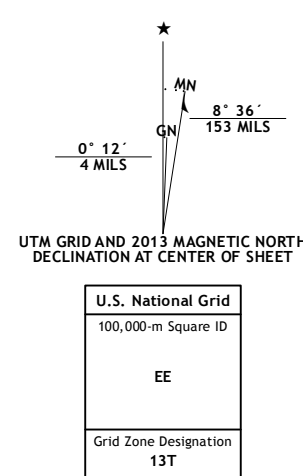 ★
MN
GN
8° 36´
153 MILS
0° 12´
4 MILS
UTM GRID AND 2013 MAGNETIC NORTH
DECLINATION AT CENTER OF SHEET
U.S. National Grid
100,000-m Square ID
EE
Grid Zone Designation
13T